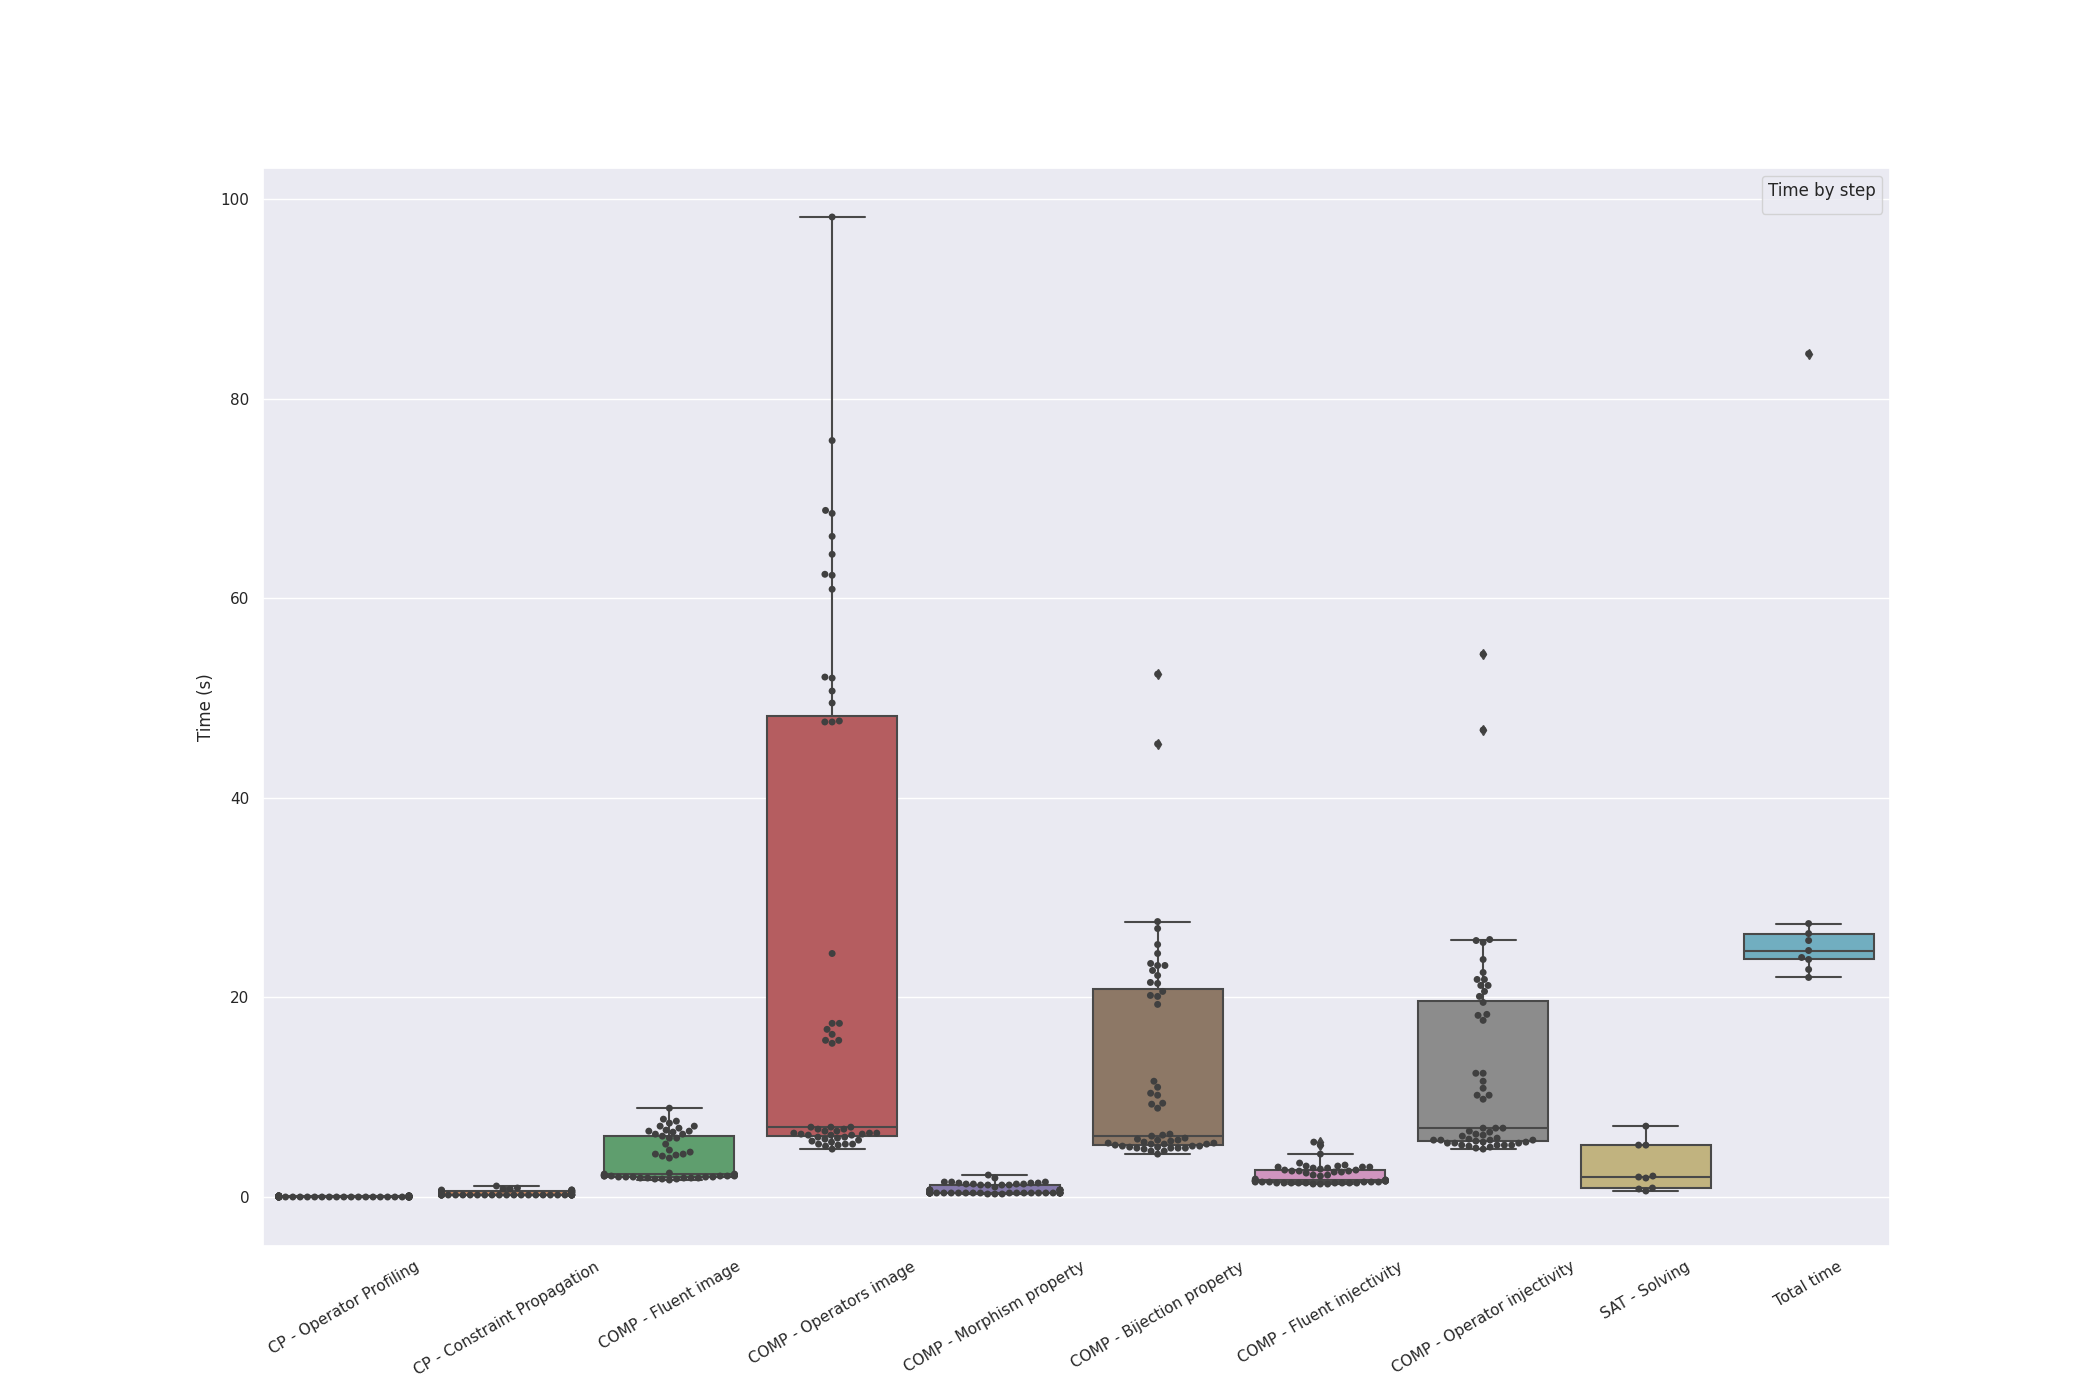 Time by step
100
80
60
40
20
0
Time (s)
CP - Operator Profiling
CP - Constraint Propagation
COMP - Fluent image
COMP - Operators image
COMP - Morphism property
COMP - Bijection property
COMP - Fluent injectivity
COMP - Operator injectivity
SAT - Solving
Total time